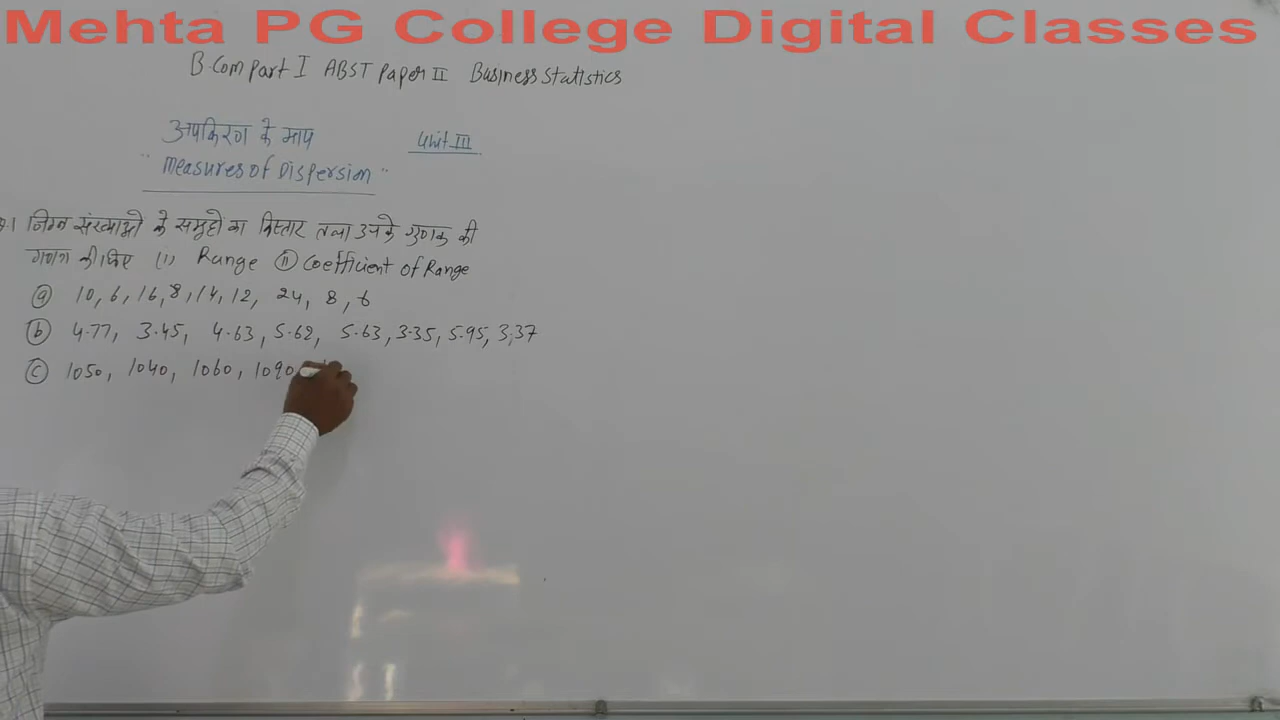 Mehta PG College Digital Classes
B.Com Part I ABST Paper II Business Statistics
अपकिरण के माप Unit III
"Measures of Dispersion"
Q.1 निम्न संख्याओं के समूहों का विस्तार तथा उनके गुणक की
गणना कीजिए (i) Range (ii) Coefficient of Range
(a) 10, 6, 16, 8, 14, 12, 24, 8, 6
(b) 4.77, 3.45, 4.63, 5.62, 5.63, 3.35, 5.95, 3.37
(c) 1050, 1040, 1060, 1090